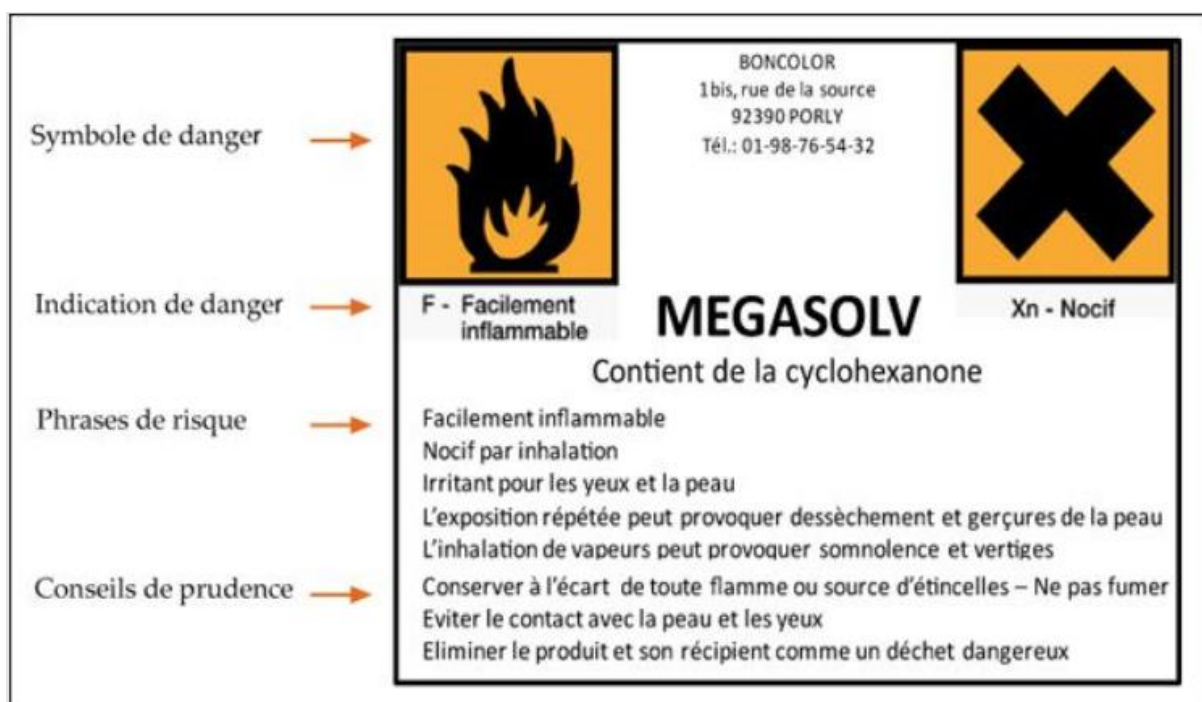 BONCOLOR
1bis, rue de la source
92390 PORLY
Tél.: 01-98-76-54-32
Symbole de danger
Indication de danger
F - Facilement
inflammable
MEGASOLV
Xn - Nocif
Contient de la cyclohexanone
Phrases de risque
Facilement inflammable
Nocif par inhalation
Irritant pour les yeux et la peau
L'exposition répétée peut provoquer dessèchement et gerçures de la peau
L'inhalation de vapeurs peut provoquer somnolence et vertiges
Conseils de prudence
Conserver à l'écart de toute flamme ou source d'étincelles – Ne pas fumer
Eviter le contact avec la peau et les yeux
Eliminer le produit et son récipient comme un déchet dangereux